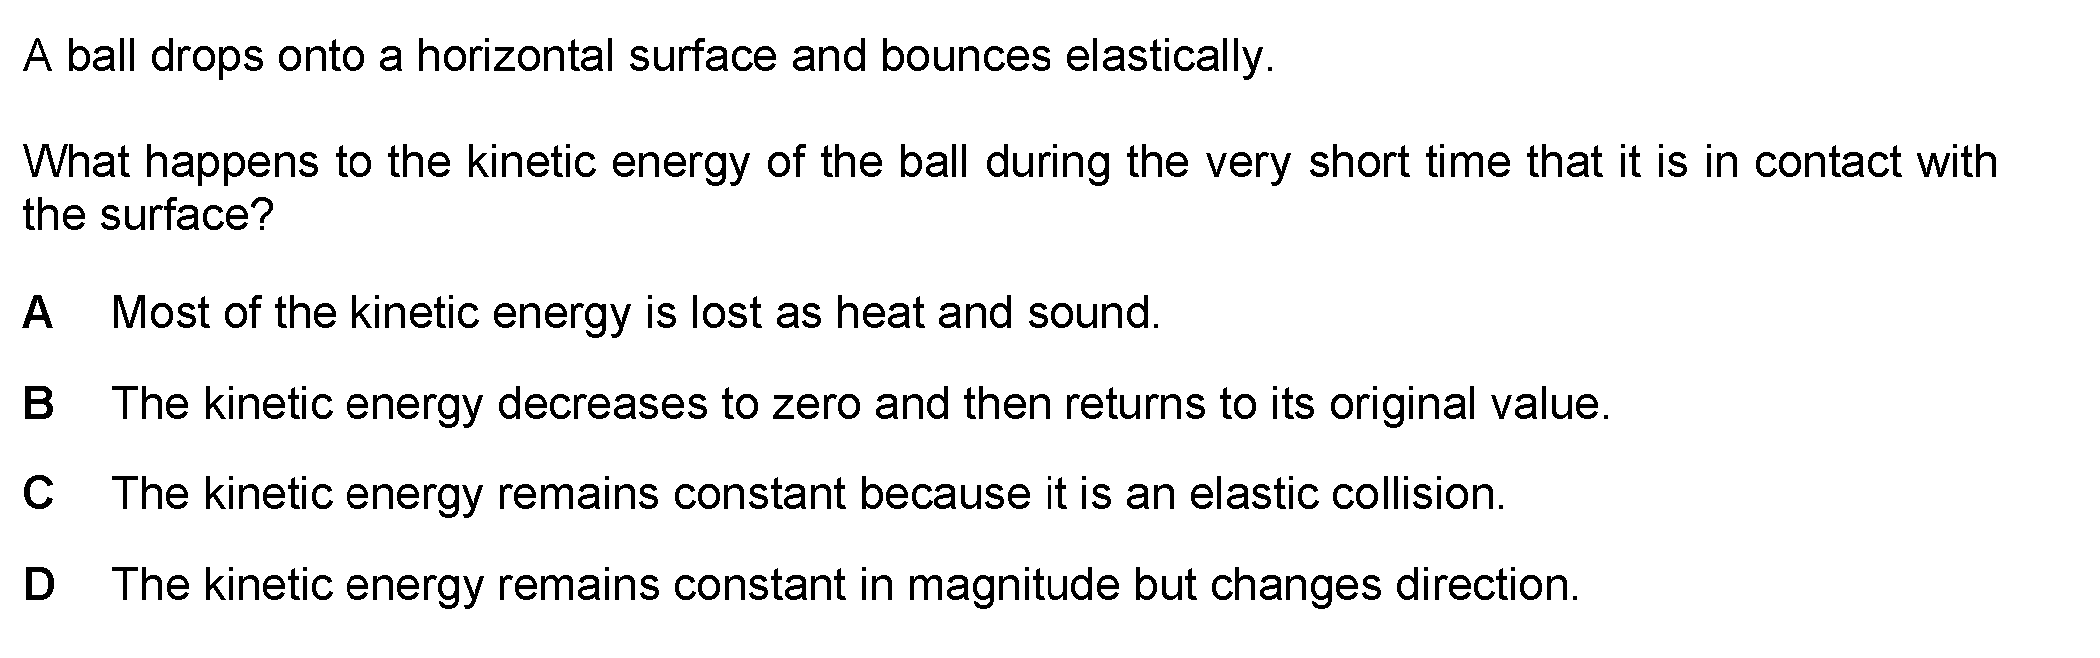 A ball drops onto a horizontal surface and bounces elastically.
What happens to the kinetic energy of the ball during the very short time that it is in contact with
the surface?
A Most of the kinetic energy is lost as heat and sound.
B The kinetic energy decreases to zero and then returns to its original value.
C The kinetic energy remains constant because it is an elastic collision.
D The kinetic energy remains constant in magnitude but changes direction.